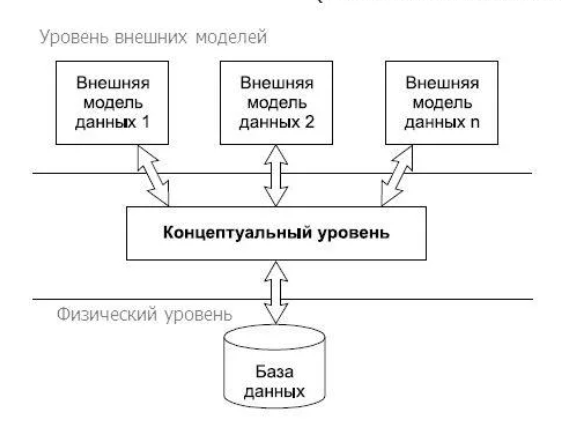 Уровень внешних моделей
Внешняя
модель
данных 1
Внешняя
модель
данных 2
Внешняя
модель
данных n
Концептуальный уровень
Физический уровень
База
данных